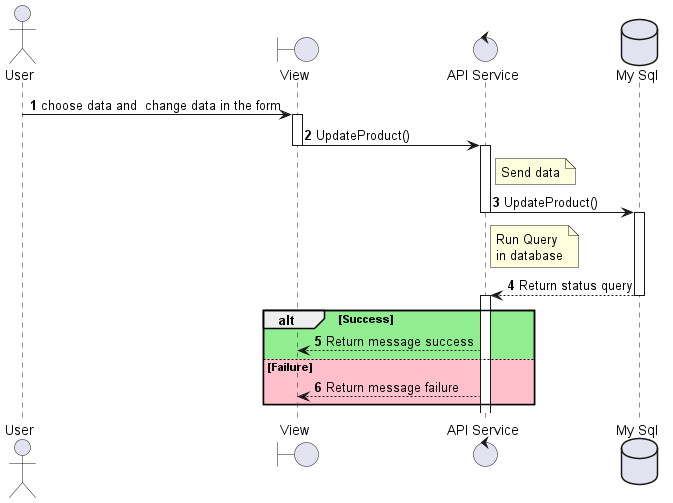 User
View
API Service
My Sql
1 choose data and  change data in the form
2 UpdateProduct()
Send data
3 UpdateProduct()
Run Query
in database
4 Return status query
alt [Success]
5 Return message success
[Failure]
6 Return message failure
User
View
API Service
My Sql